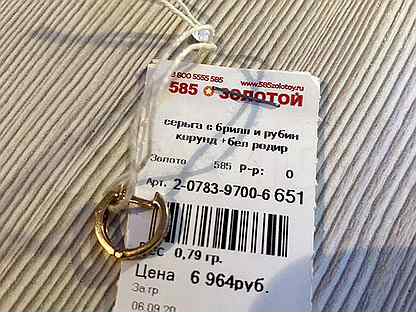 8 800 5555 585 www.585zolotoy.ru
585 ЗОЛОТОЙ
серьга с брилл и рубин
корунд +бел родир
Золото 585 Р-р: 0
Арт. 2-0783-9700-6 651
ВЕС 0,79 гр.
Цена 6 964руб.
За гр
06.09.20